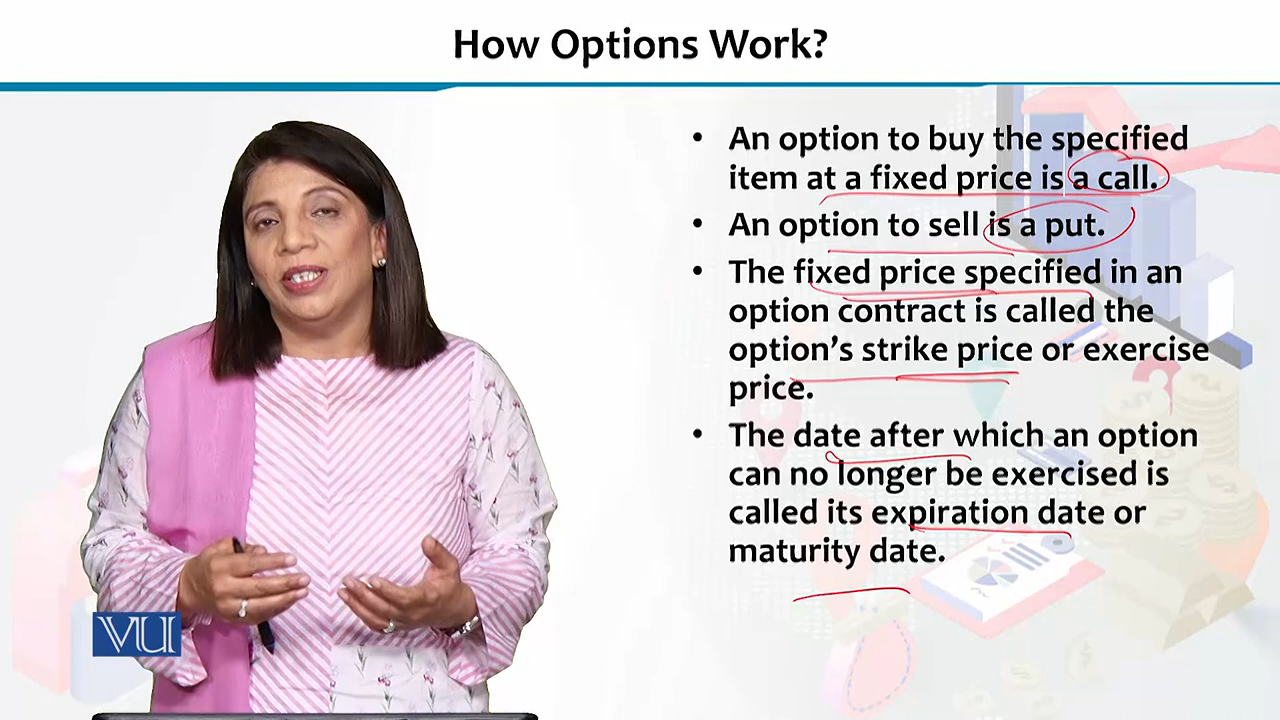 How Options Work?
• An option to buy the specified
item at a fixed price is a call.
• An option to sell is a put.
• The fixed price specified in an
option contract is called the
option's strike price or exercise
price.
• The date after which an option
can no longer be exercised is
called its expiration date or
maturity date.
VU